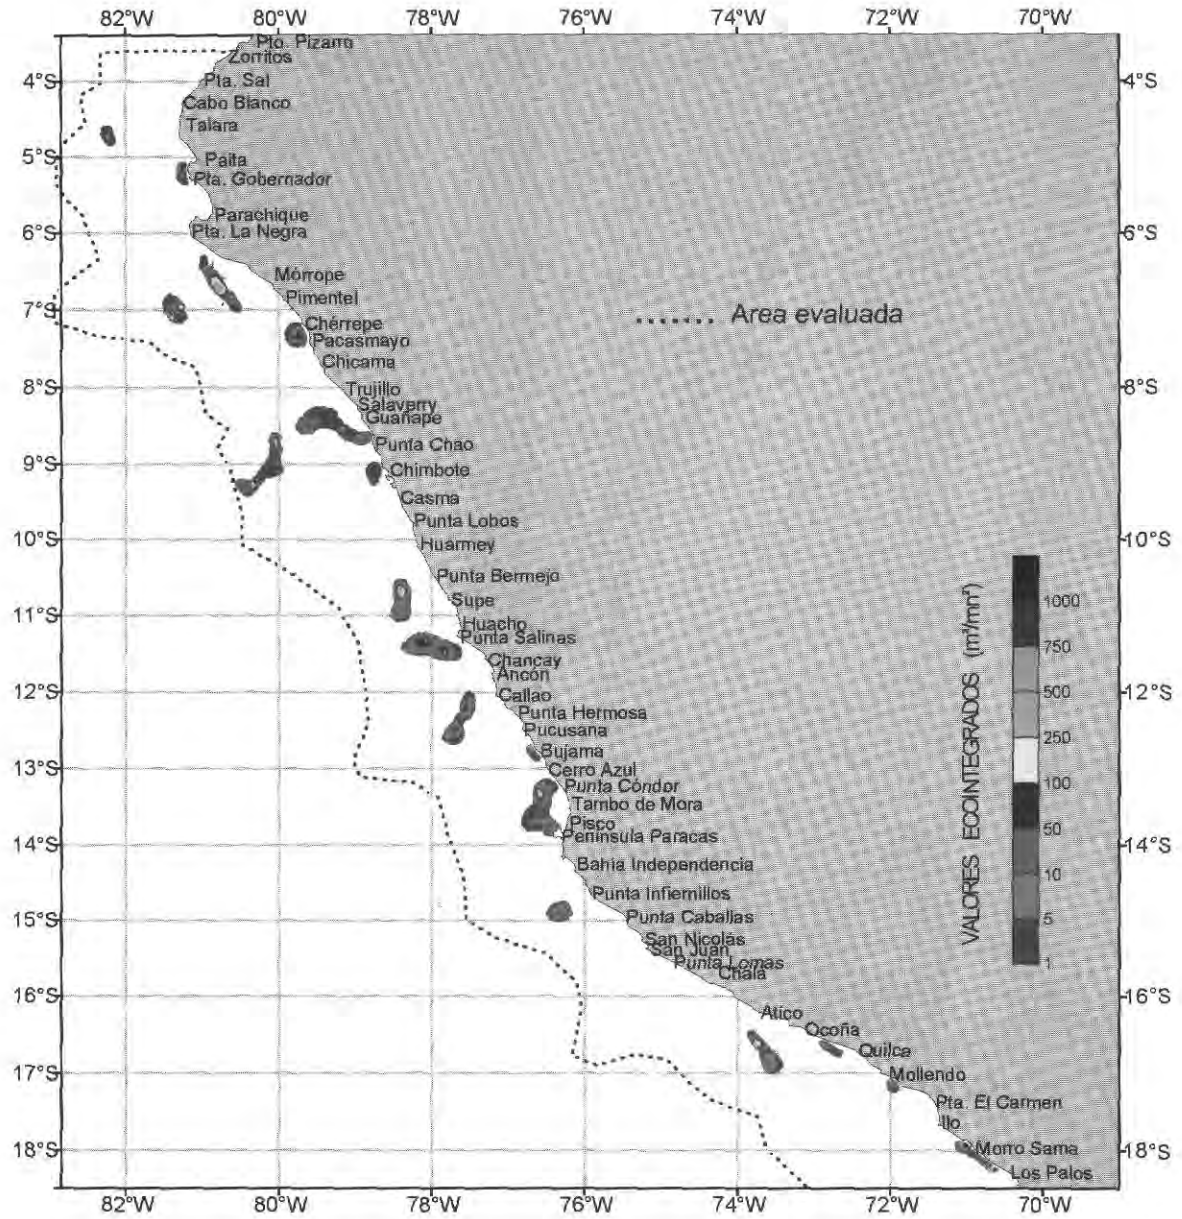 82°W 80°W 78°W 76°W 74°W 72°W 70°W
Pto. Pizarro
Zorritos
4°S Pta. Sal 4°S
Cabo Blanco
Talara
5°S Paita
Pta. Gobernador
Parachique
6°S Pta. La Negra 6°S
Mórrope
Pimentel
7°S
Chérrepe
Area evaluada
Pacasmayo
Chicama
8°S Trujillo 8°S
Salaverry
Guañape
Punta Chao
9°S Chimbote
Casma
Punta Lobos
10°S Huarmey 10°S
Punta Bermejo
Supe
11°S
Huacho
Punta Salinas
Chancay
Ancón
12°S Callao 12°S
Punta Hermosa
Pucusana
Bujama
13°S Cerro Azul
Punta Cóndor
Tambo de Mora
Pisco
14°S Península Paracas 14°S
Bahia Independencia
Punta Infiernillos
15°S Punta Caballas
San Nicolás
San Juan
Punta Lomas
Chala
16°S 16°S
Atico
Ocoña
Quilca
17°S Mollendo
Pta. El Carmen
Ilo
18°S Morro Sama 18°S
Los Palos
VALORES ECOINTEGRADOS (m²/mn²)
1000
750
500
250
100
50
10
5
1
82°W 80°W 78°W 76°W 74°W 72°W 70°W